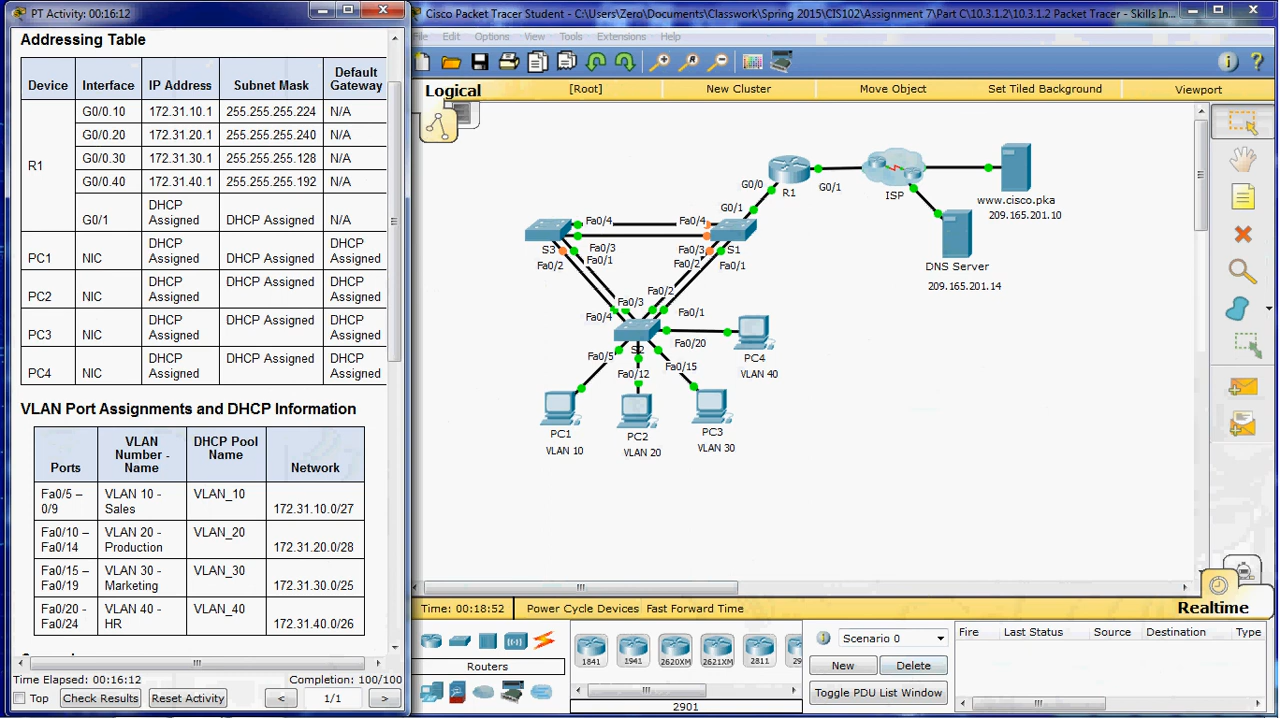 PT Activity: 00:16:12
Addressing Table
Device Interface IP Address Subnet Mask Default Gateway
R1
G0/0.10 172.31.10.1 255.255.255.224 N/A
G0/0.20 172.31.20.1 255.255.255.240 N/A
G0/0.30 172.31.30.1 255.255.255.128 N/A
G0/0.40 172.31.40.1 255.255.255.192 N/A
G0/1 DHCP Assigned DHCP Assigned N/A
PC1 NIC DHCP Assigned DHCP Assigned DHCP Assigned
PC2 NIC DHCP Assigned DHCP Assigned DHCP Assigned
PC3 NIC DHCP Assigned DHCP Assigned DHCP Assigned
PC4 NIC DHCP Assigned DHCP Assigned DHCP Assigned
VLAN Port Assignments and DHCP Information
Ports VLAN Number - Name DHCP Pool Name Network
Fa0/5 – 0/9 VLAN 10 - Sales VLAN_10 172.31.10.0/27
Fa0/10 – Fa0/14 VLAN 20 - Production VLAN_20 172.31.20.0/28
Fa0/15 – Fa0/19 VLAN 30 - Marketing VLAN_30 172.31.30.0/25
Fa0/20 - Fa0/24 VLAN 40 - HR VLAN_40 172.31.40.0/26
Time Elapsed: 00:16:12 Completion: 100/100
Top Check Results Reset Activity < 1/1 >
Cisco Packet Tracer Student - C:\Users\Zero\Documents\Classwork\Spring 2015\CIS102\Assignment 7\Part C\10.3.1.2\10.3.1.2 Packet Tracer - Skills In...
File Edit Options View Tools Extensions Help
Logical [Root] New Cluster Move Object Set Tiled Background Viewport
G0/0
R1
G0/1
ISP
www.cisco.pka
209.165.201.10
G0/1
Fa0/4
Fa0/4
S3
S1
Fa0/3
Fa0/3
Fa0/2
Fa0/1
Fa0/2
Fa0/1
DNS Server
209.165.201.14
Fa0/2
Fa0/3
Fa0/4
Fa0/1
S2
Fa0/20
PC4
VLAN 40
Fa0/5
Fa0/12
Fa0/15
PC1
VLAN 10
PC2
VLAN 20
PC3
VLAN 30
Time: 00:18:52 Power Cycle Devices Fast Forward Time
Realtime
Routers
1841 1941 2620XM 2621XM 2811 29
2901
Scenario 0
New Delete
Toggle PDU List Window
Fire Last Status Source Destination Type